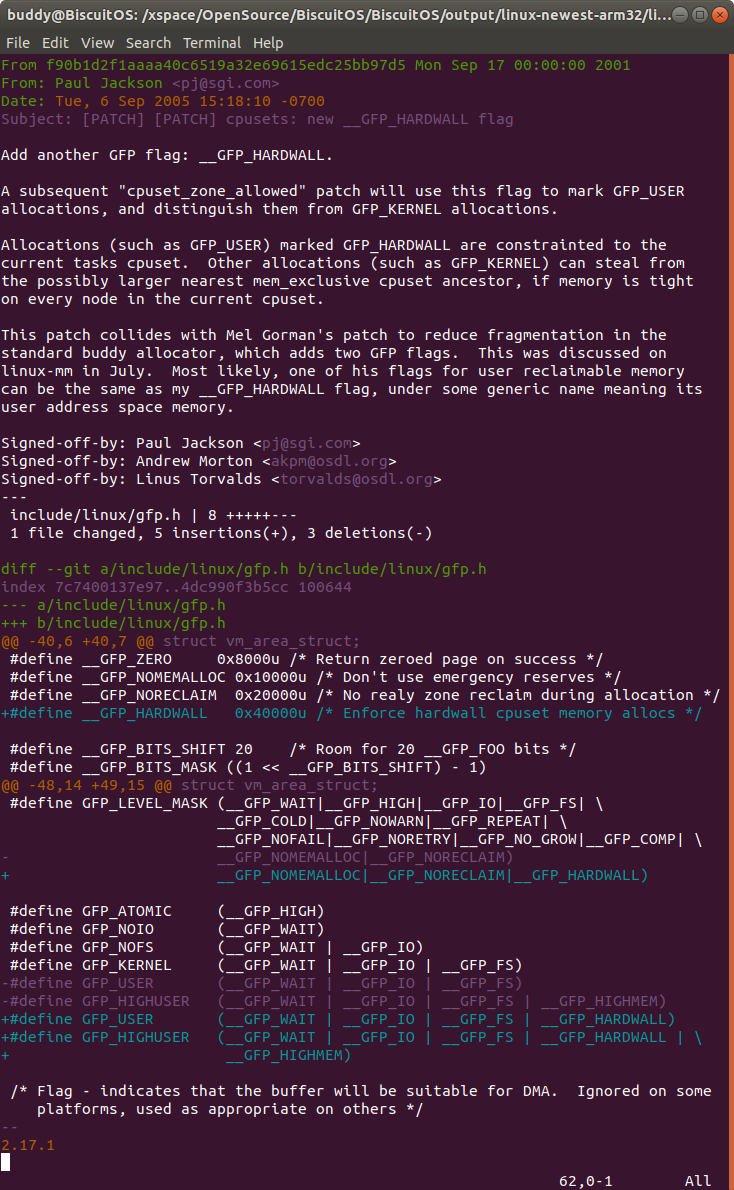 buddy@BiscuitOS: /xspace/OpenSource/BiscuitOS/BiscuitOS/output/linux-newest-arm32/li...
File Edit View Search Terminal Help
From f90b1d2f1aaaa40c6519a32e69615edc25bb97d5 Mon Sep 17 00:00:00 2001
From: Paul Jackson <pj@sgi.com>
Date: Tue, 6 Sep 2005 15:18:10 -0700
Subject: [PATCH] [PATCH] cpusets: new __GFP_HARDWALL flag
Add another GFP flag: __GFP_HARDWALL.
A subsequent "cpuset_zone_allowed" patch will use this flag to mark GFP_USER
allocations, and distinguish them from GFP_KERNEL allocations.
Allocations (such as GFP_USER) marked GFP_HARDWALL are constrainted to the
current tasks cpuset.  Other allocations (such as GFP_KERNEL) can steal from
the possibly larger nearest mem_exclusive cpuset ancestor, if memory is tight
on every node in the current cpuset.
This patch collides with Mel Gorman's patch to reduce fragmentation in the
standard buddy allocator, which adds two GFP flags.  This was discussed on
linux-mm in July.  Most likely, one of his flags for user reclaimable memory
can be the same as my __GFP_HARDWALL flag, under some generic name meaning its
user address space memory.
Signed-off-by: Paul Jackson <pj@sgi.com>
Signed-off-by: Andrew Morton <akpm@osdl.org>
Signed-off-by: Linus Torvalds <torvalds@osdl.org>
---
 include/linux/gfp.h | 8 +++++---
 1 file changed, 5 insertions(+), 3 deletions(-)
diff --git a/include/linux/gfp.h b/include/linux/gfp.h
index 7c7400137e97..4dc990f3b5cc 100644
--- a/include/linux/gfp.h
+++ b/include/linux/gfp.h
@@ -40,6 +40,7 @@ struct vm_area_struct;
 #define __GFP_ZERO     0x8000u /* Return zeroed page on success */
 #define __GFP_NOMEMALLOC 0x10000u /* Don't use emergency reserves */
 #define __GFP_NORECLAIM  0x20000u /* No realy zone reclaim during allocation */
+#define __GFP_HARDWALL   0x40000u /* Enforce hardwall cpuset memory allocs */
 #define __GFP_BITS_SHIFT 20    /* Room for 20 __GFP_FOO bits */
 #define __GFP_BITS_MASK ((1 << __GFP_BITS_SHIFT) - 1)
@@ -48,14 +49,15 @@ struct vm_area_struct;
 #define GFP_LEVEL_MASK (__GFP_WAIT|__GFP_HIGH|__GFP_IO|__GFP_FS| \
                        __GFP_COLD|__GFP_NOWARN|__GFP_REPEAT| \
                        __GFP_NOFAIL|__GFP_NORETRY|__GFP_NO_GROW|__GFP_COMP| \
-                       __GFP_NOMEMALLOC|__GFP_NORECLAIM)
+                       __GFP_NOMEMALLOC|__GFP_NORECLAIM|__GFP_HARDWALL)
 #define GFP_ATOMIC     (__GFP_HIGH)
 #define GFP_NOIO       (__GFP_WAIT)
 #define GFP_NOFS       (__GFP_WAIT | __GFP_IO)
 #define GFP_KERNEL     (__GFP_WAIT | __GFP_IO | __GFP_FS)
-#define GFP_USER       (__GFP_WAIT | __GFP_IO | __GFP_FS)
-#define GFP_HIGHUSER   (__GFP_WAIT | __GFP_IO | __GFP_FS | __GFP_HIGHMEM)
+#define GFP_USER       (__GFP_WAIT | __GFP_IO | __GFP_FS | __GFP_HARDWALL)
+#define GFP_HIGHUSER   (__GFP_WAIT | __GFP_IO | __GFP_FS | __GFP_HARDWALL | \
+                        __GFP_HIGHMEM)
 /* Flag - indicates that the buffer will be suitable for DMA.  Ignored on some
    platforms, used as appropriate on others */
--
2.17.1
62,0-1 All